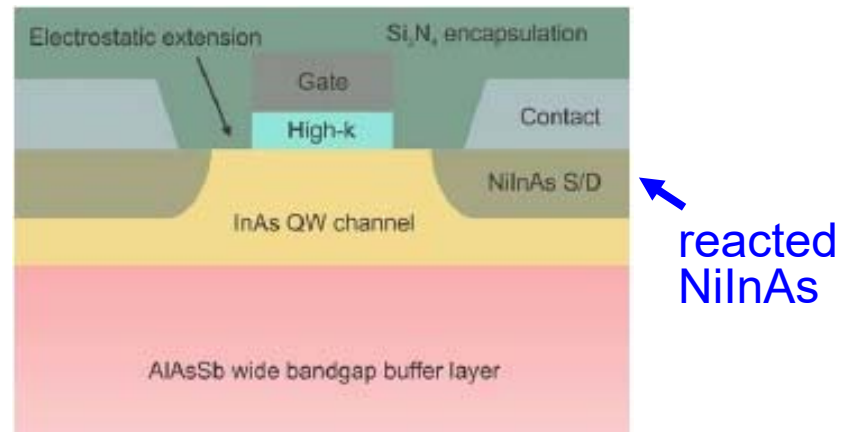 Electrostatic extension
Si₃N₄ encapsulation
Gate
High-k
Contact
NiInAs S/D
InAs QW channel
reacted
NiInAs
AlAsSb wide bandgap buffer layer